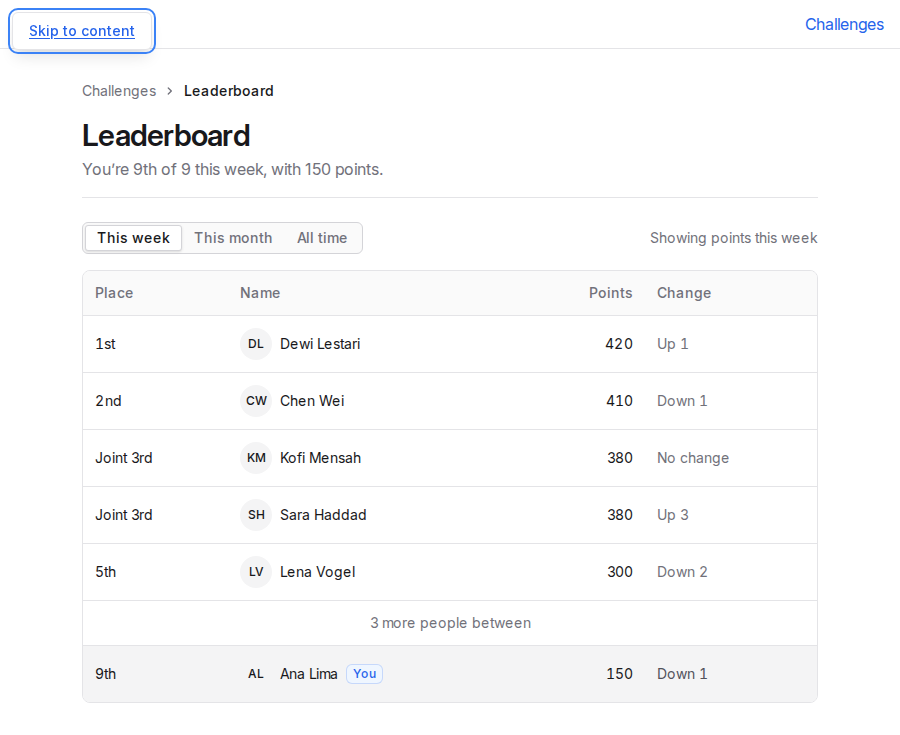 Skip to content
Challenges
Challenges > Leaderboard
Leaderboard
You’re 9th of 9 this week, with 150 points.
This week This month All time
Showing points this week
Place Name Points Change
1st DL Dewi Lestari 420 Up 1
2nd CW Chen Wei 410 Down 1
Joint 3rd KM Kofi Mensah 380 No change
Joint 3rd SH Sara Haddad 380 Up 3
5th LV Lena Vogel 300 Down 2
3 more people between
9th AL Ana Lima You 150 Down 1